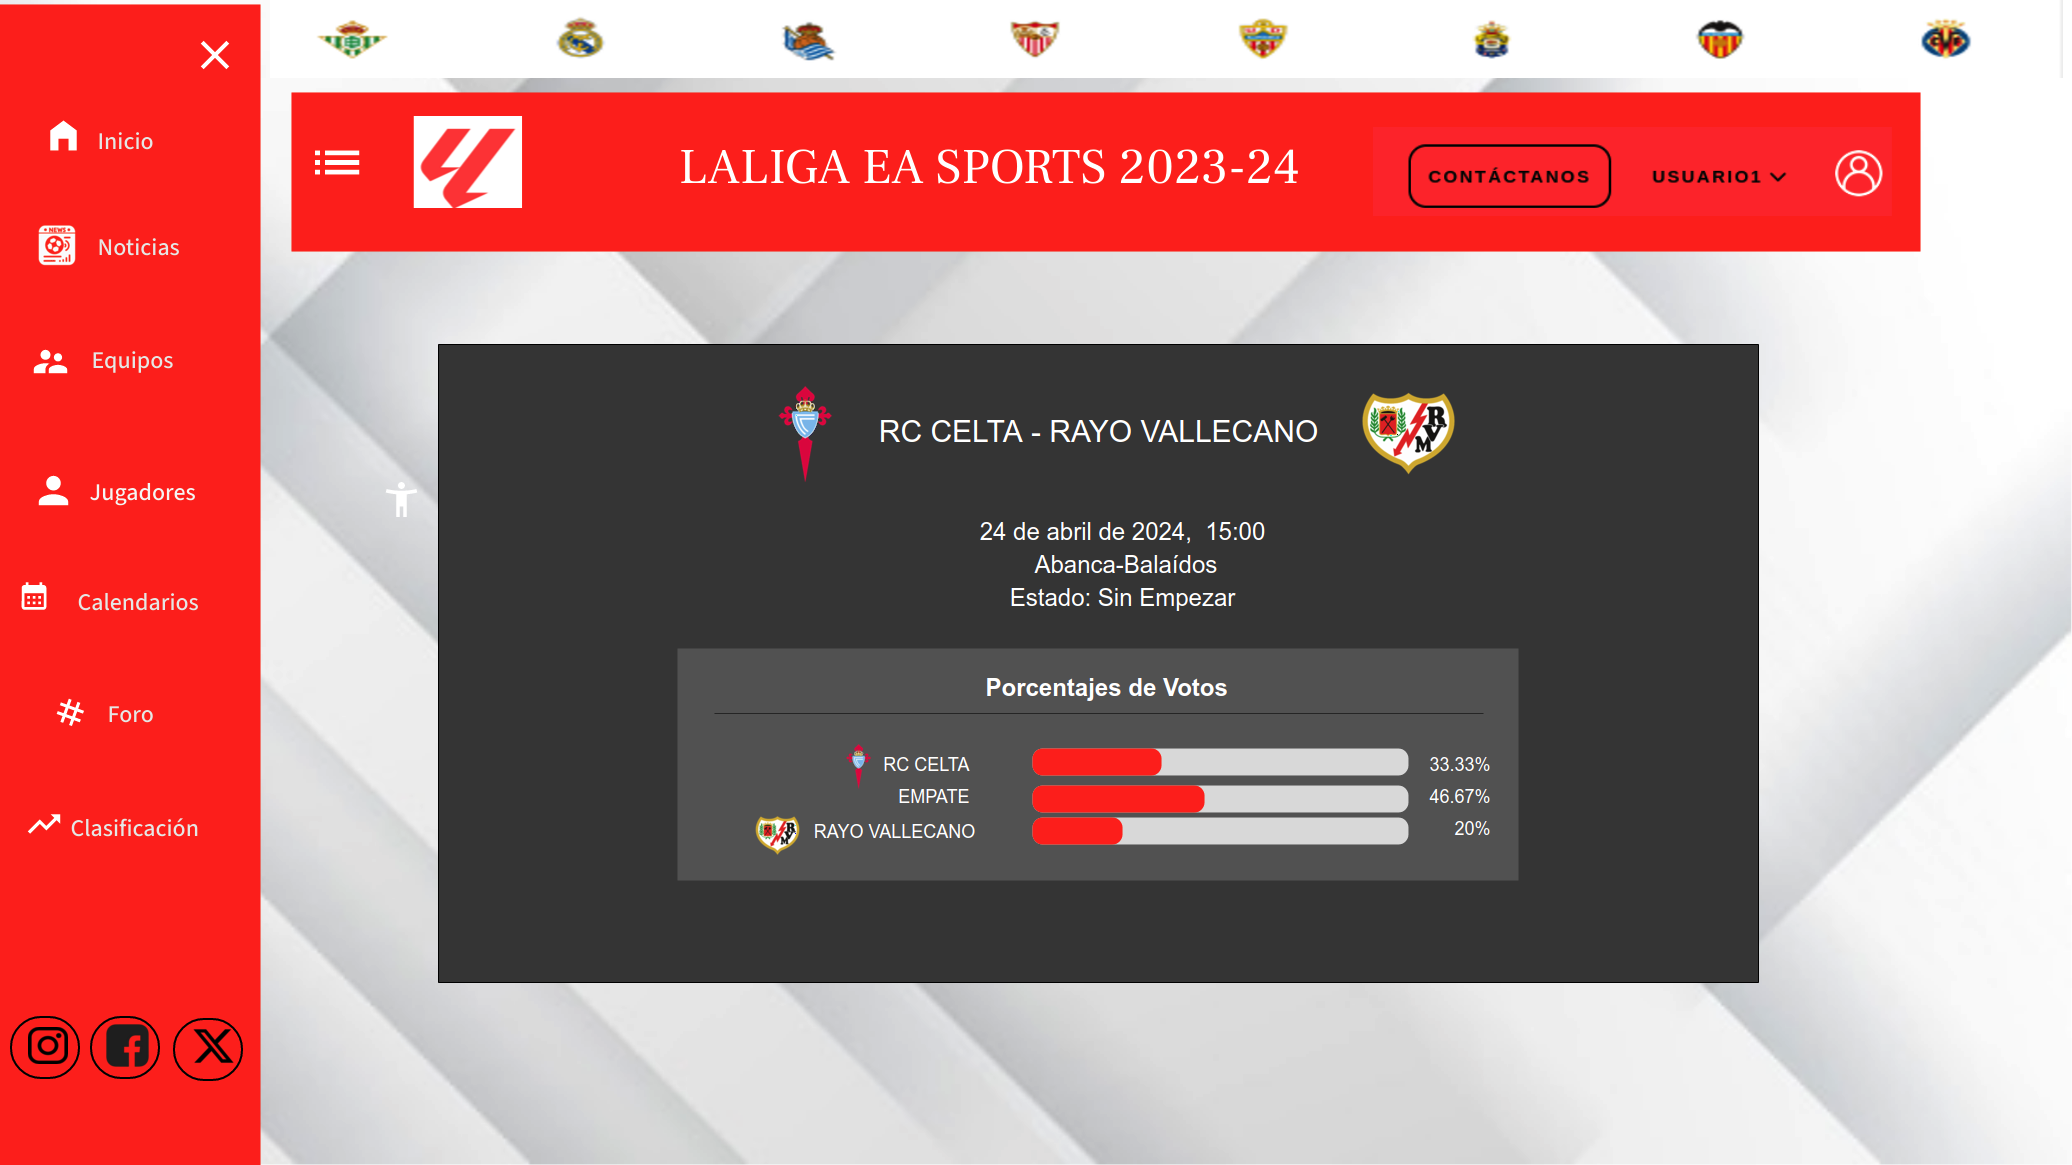 Inicio
Noticias
Equipos
Jugadores
Calendarios
Foro
Clasificación
LALIGA EA SPORTS 2023-24
CONTÁCTANOS
USUARIO1
RC CELTA - RAYO VALLECANO
24 de abril de 2024, 15:00
Abanca-Balaídos
Estado: Sin Empezar
Porcentajes de Votos
RC CELTA 33.33%
EMPATE 46.67%
RAYO VALLECANO 20%